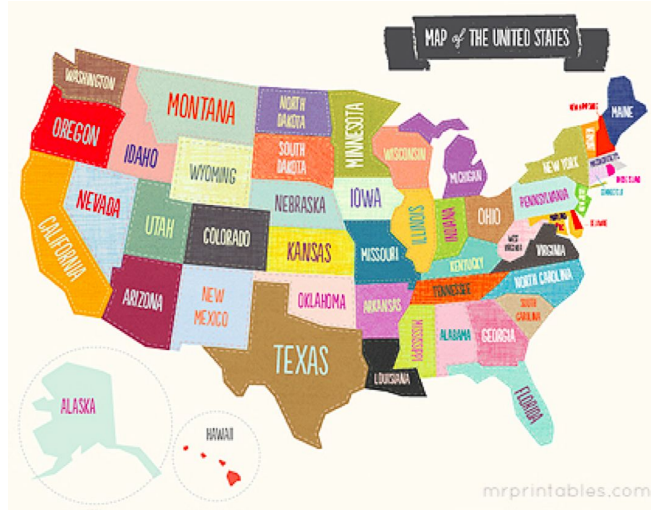 MAP of THE UNITED STATES
WASHINGTON
MONTANA
NORTH
DAKOTA
MINNESOTA
MAINE
OREGON
IDAHO
SOUTH
DAKOTA
WISCONSIN
MICHIGAN
NEW YORK
WYOMING
NEVADA
UTAH
COLORADO
NEBRASKA
IOWA
ILLINOIS
INDIANA
OHIO
PENNSYLVANIA
CALIFORNIA
KANSAS
MISSOURI
KENTUCKY
WEST
VIRGINIA
VIRGINIA
ARIZONA
NEW
MEXICO
OKLAHOMA
ARKANSAS
TENNESSEE
NORTH CAROLINA
SOUTH
CAROLINA
TEXAS
LOUISIANA
MISSISSIPPI
ALABAMA
GEORGIA
FLORIDA
ALASKA
HAWAII
mrprintables.com